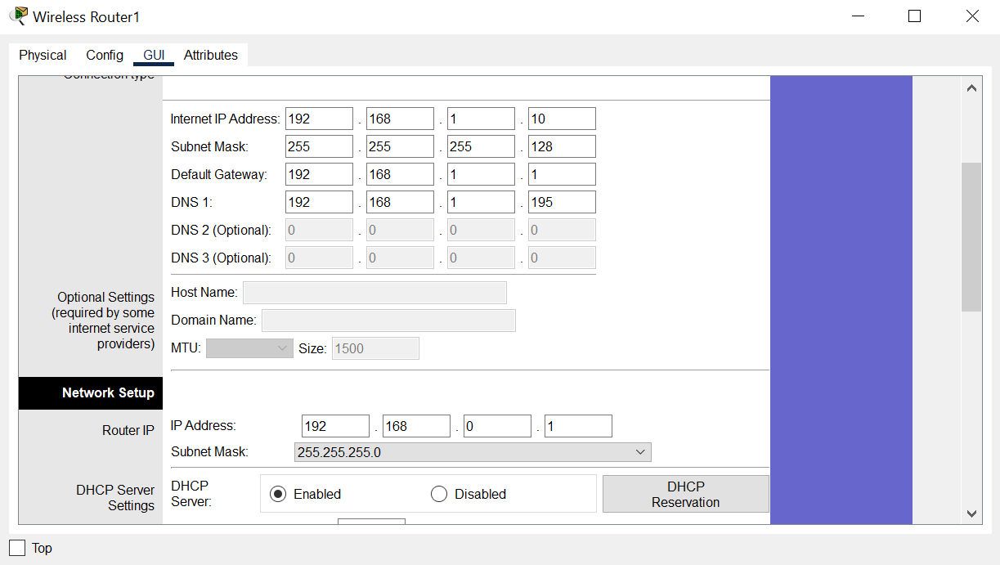 Wireless Router1
Physical Config GUI Attributes
Connection type
Internet IP Address: 192 . 168 . 1 . 10
Subnet Mask: 255 . 255 . 255 . 128
Default Gateway: 192 . 168 . 1 . 1
DNS 1: 192 . 168 . 1 . 195
DNS 2 (Optional): 0 . 0 . 0 . 0
DNS 3 (Optional): 0 . 0 . 0 . 0
Optional Settings
(required by some
internet service
providers)
Host Name:
Domain Name:
MTU: Size: 1500
Network Setup
Router IP
IP Address: 192 . 168 . 0 . 1
Subnet Mask: 255.255.255.0
DHCP Server
Settings
DHCP
Server:
Enabled Disabled
DHCP
Reservation
Top